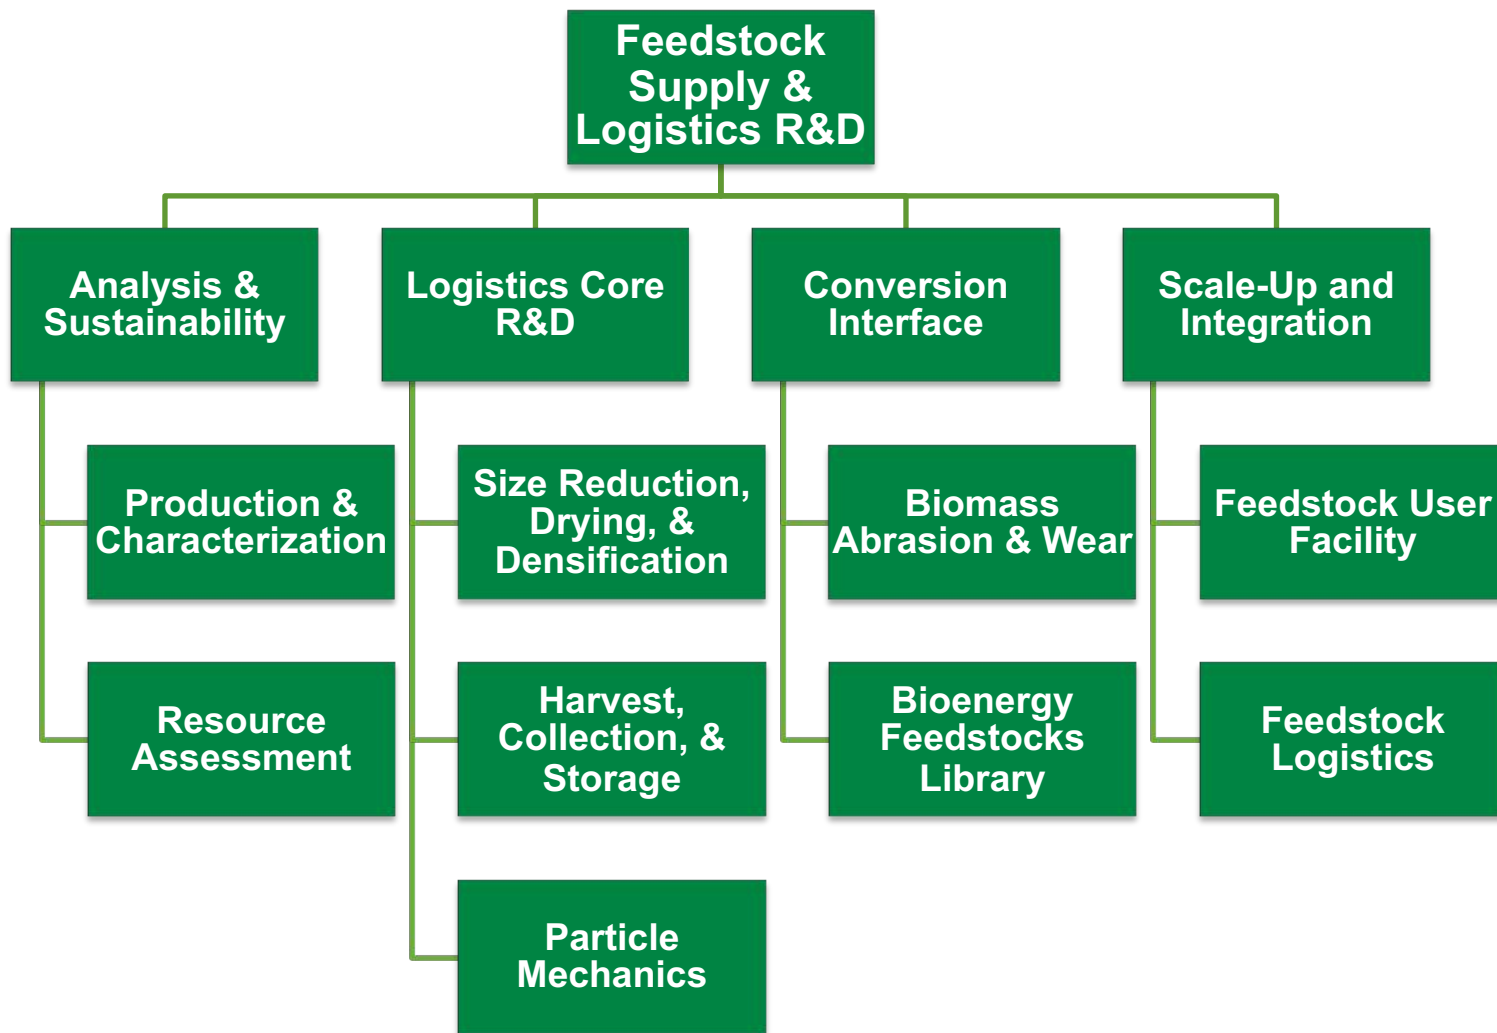 Feedstock
Supply &
Logistics R&D
Analysis &
Sustainability
Logistics Core
R&D
Conversion
Interface
Scale-Up and
Integration
Production &
Characterization
Size Reduction,
Drying, &
Densification
Biomass
Abrasion & Wear
Feedstock User
Facility
Resource
Assessment
Harvest,
Collection, &
Storage
Bioenergy
Feedstocks
Library
Feedstock
Logistics
Particle
Mechanics